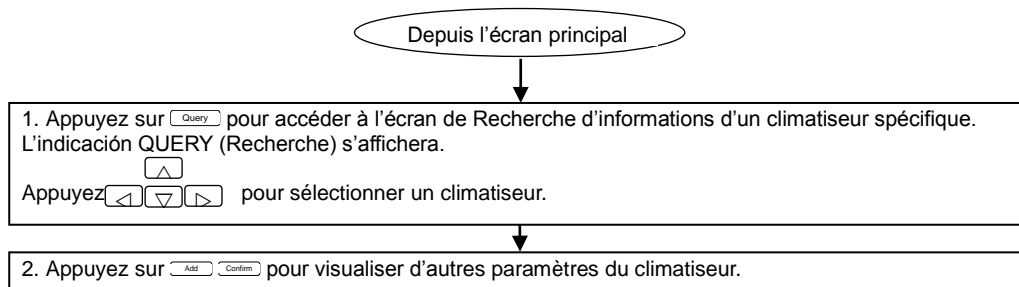 Depuis l’écran principal
1. Appuyez sur Query pour accéder à l’écran de Recherche d’informations d’un climatiseur spécifique.
L’indicación QUERY (Recherche) s’affichera.
Appuyez pour sélectionner un climatiseur.
2. Appuyez sur Add Confirm pour visualiser d’autres paramètres du climatiseur.